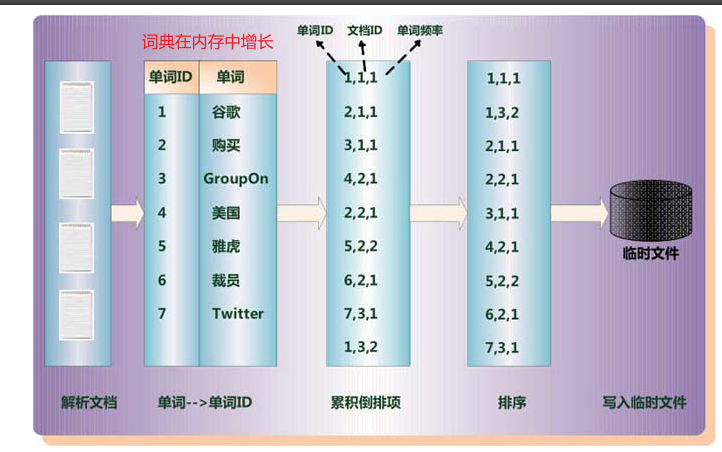 词典在内存中增长
单词ID 文档ID 单词频率
单词ID 单词
1 谷歌
2 购买
3 GroupOn
4 美国
5 雅虎
6 裁员
7 Twitter
1,1,1
2,1,1
3,1,1
4,2,1
2,2,1
5,2,2
6,2,1
7,3,1
1,3,2
1,1,1
1,3,2
2,1,1
2,2,1
3,1,1
4,2,1
5,2,2
6,2,1
7,3,1
临时文件
解析文档
单词-->单词ID
累积倒排项
排序
写入临时文件